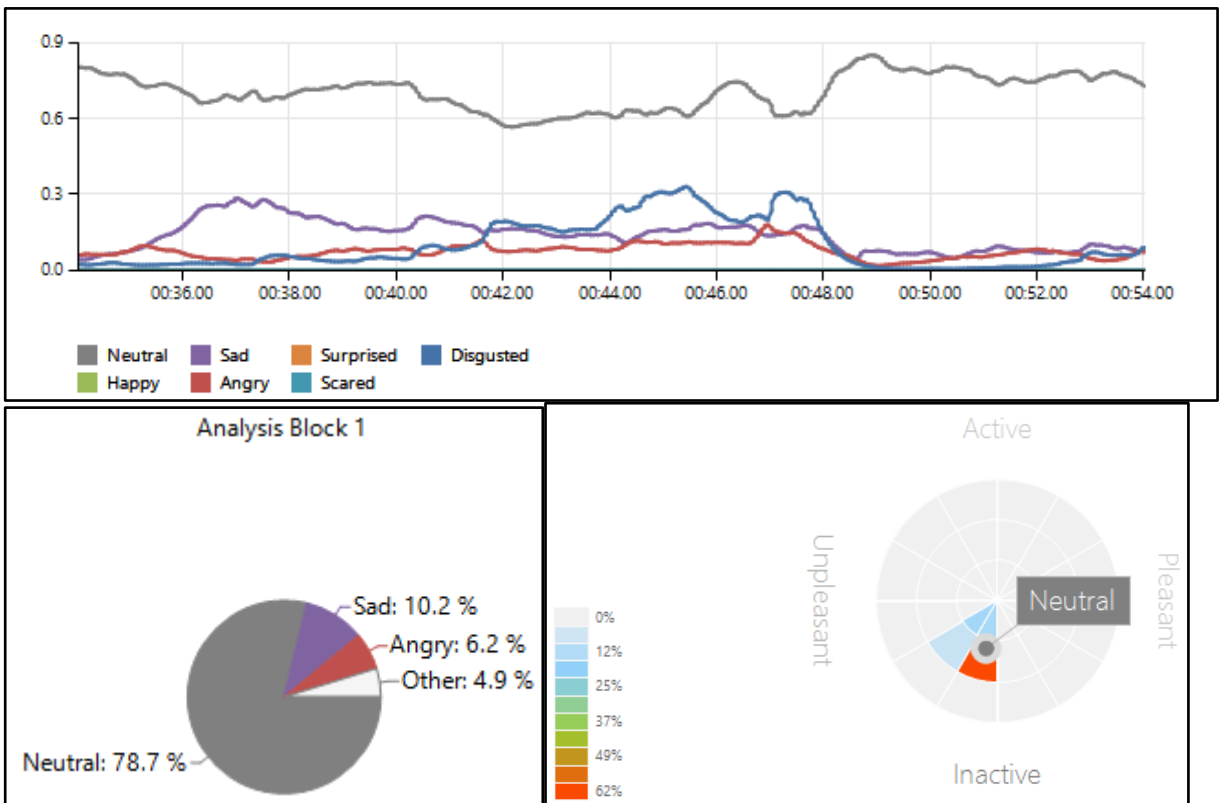 0.9
0.6
0.3
0.0
00:36.00 00:38.00 00:40.00 00:42.00 00:44.00 00:46.00 00:48.00 00:50.00 00:52.00 00:54.00
Neutral Sad Surprised Disgusted
Happy Angry Scared
Analysis Block 1
Sad: 10.2 %
Angry: 6.2 %
Other: 4.9 %
Neutral: 78.7 %
Active
Unpleasant
Pleasant
Neutral
Inactive
0%
12%
25%
37%
49%
62%